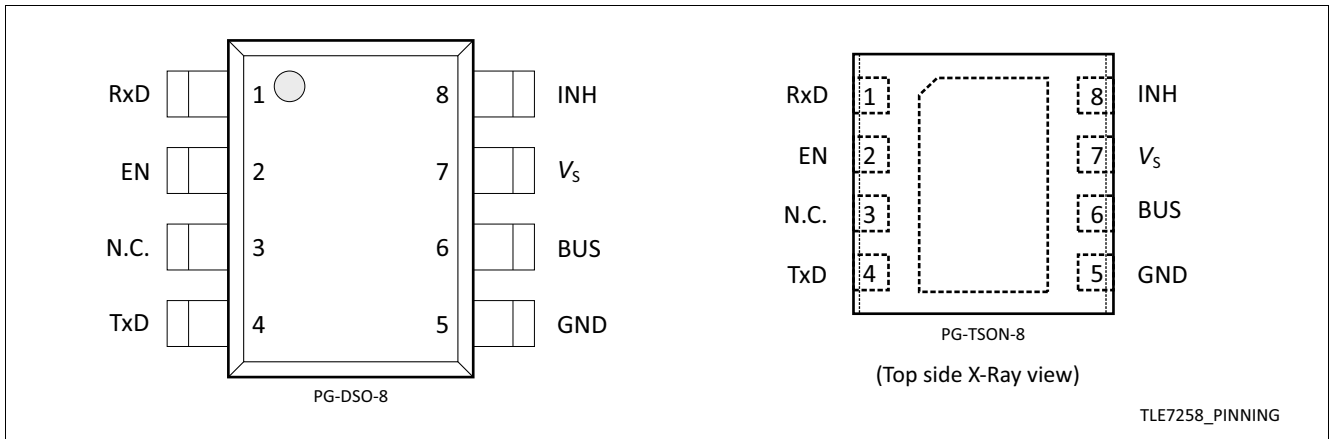 RxD 1 8 INH
EN 2 7 VS
N.C. 3 6 BUS
TxD 4 5 GND
PG-DSO-8
RxD 1 8 INH
EN 2 7 VS
N.C. 3 6 BUS
TxD 4 5 GND
PG-TSON-8
(Top side X-Ray view)
TLE7258_PINNING